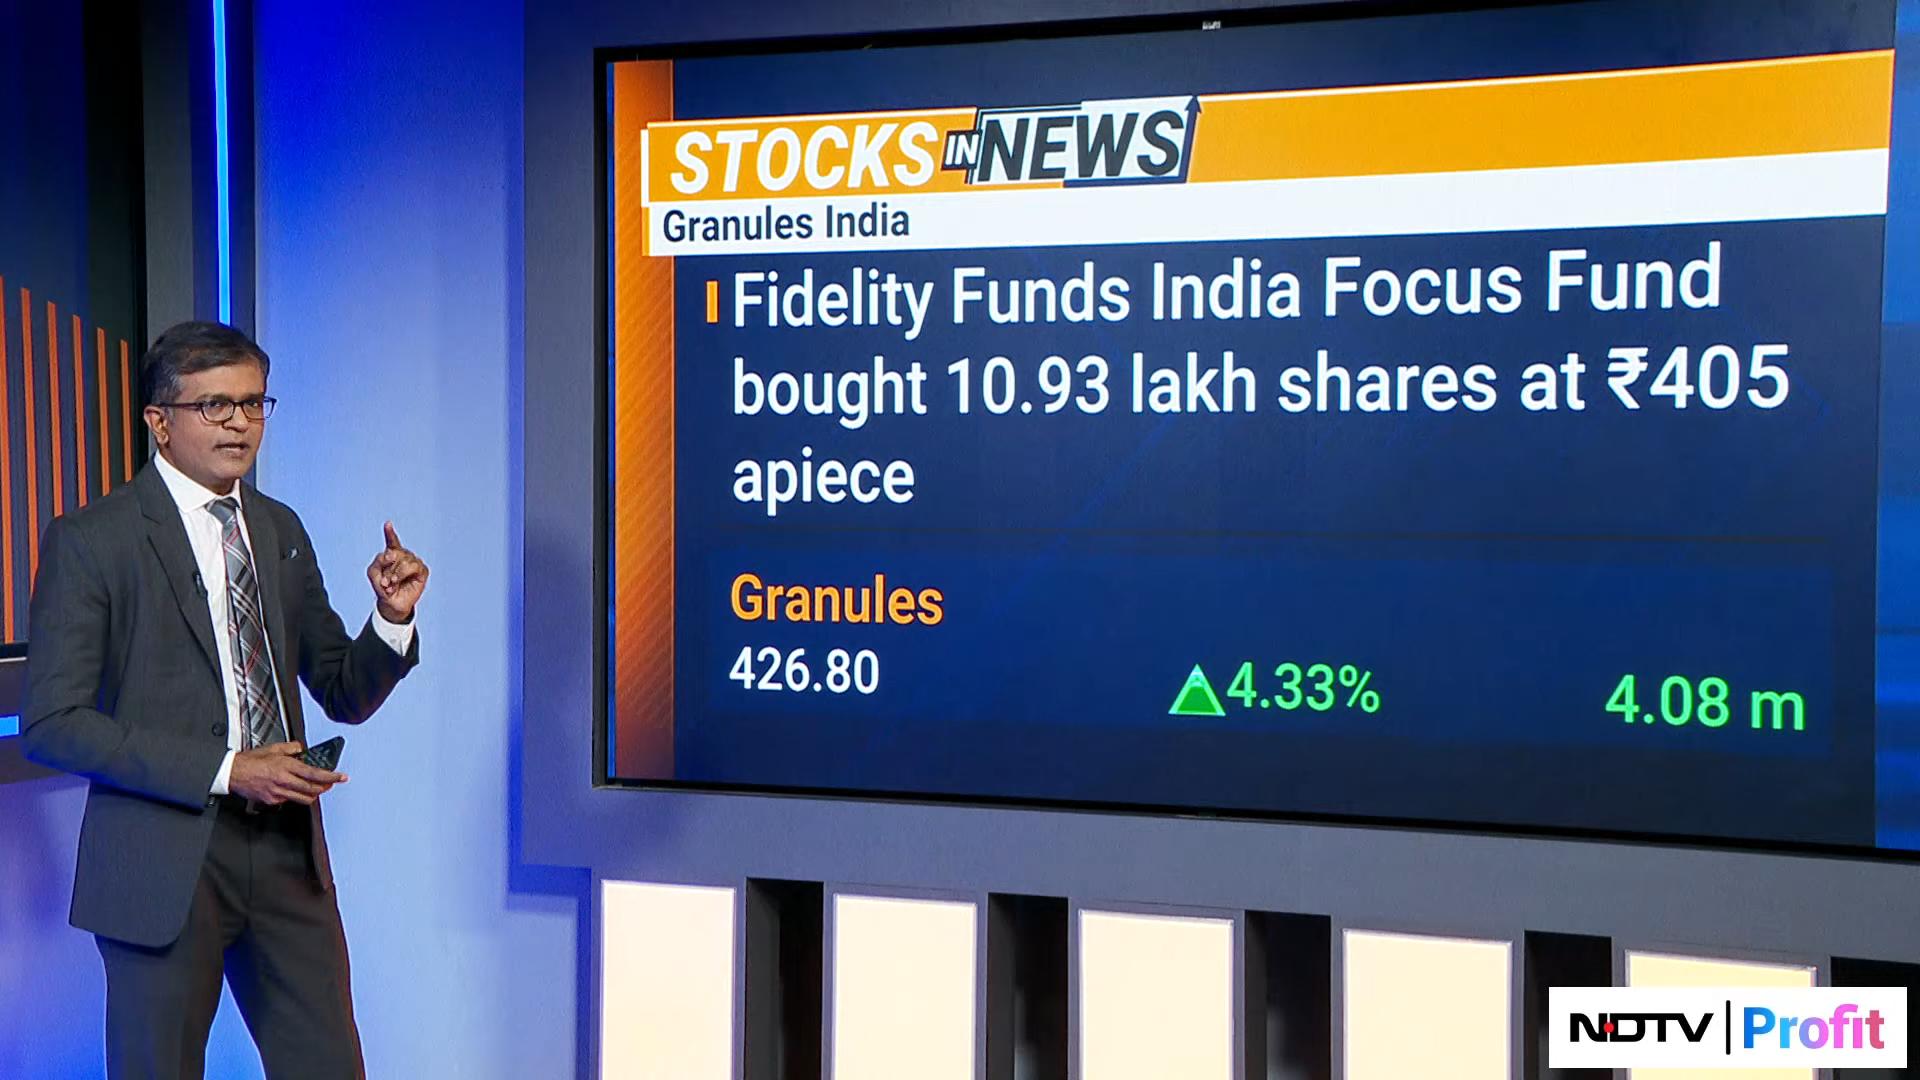 STOCKS IN NEWS
Granules India
Fidelity Funds India Focus Fund
bought 10.93 lakh shares at ₹405
apiece
Granules
426.80 4.33% 4.08 m
NDTV Profit